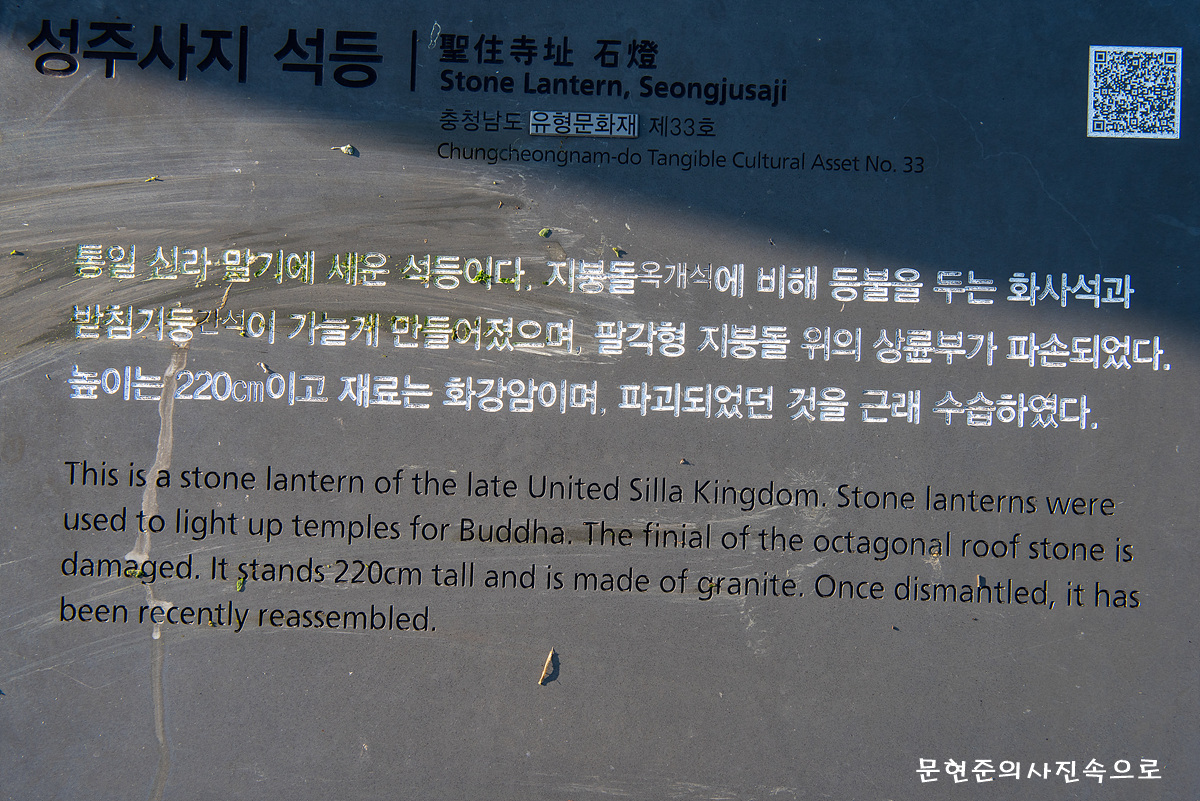 성주사지 석등 | 聖住寺址 石燈
Stone Lantern, Seongjusaji
충청남도 유형문화재 제33호
Chungcheongnam-do Tangible Cultural Asset No. 33
통일 신라 말기에 세운 석등이다. 지붕돌옥개석에 비해 등불을 두는 화사석과
받침기둥간석이 가늘게 만들어졌으며, 팔각형 지붕돌 위의 상륜부가 파손되었다.
높이는 220㎝이고 재료는 화강암이며, 파괴되었던 것을 근래 수습하였다.
This is a stone lantern of the late United Silla Kingdom. Stone lanterns were
used to light up temples for Buddha. The finial of the octagonal roof stone is
damaged. It stands 220cm tall and is made of granite. Once dismantled, it has
been recently reassembled.
문현준의사진속으로